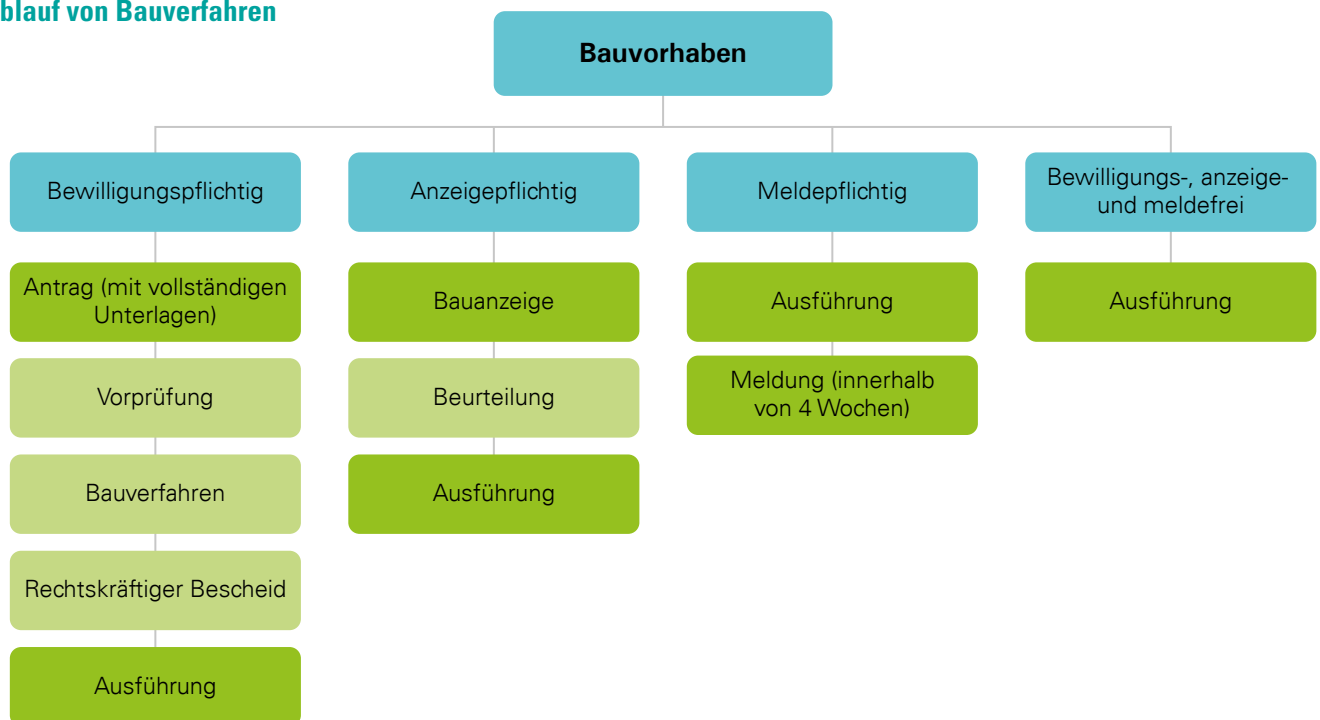 blauf von Bauverfahren
Bauvorhaben
Bewilligungspflichtig
Antrag (mit vollständigen
Unterlagen)
Vorprüfung
Bauverfahren
Rechtskräftiger Bescheid
Ausführung
Anzeigepflichtig
Bauanzeige
Beurteilung
Ausführung
Meldepflichtig
Ausführung
Meldung (innerhalb
von 4 Wochen)
Bewilligungs-, anzeige-
und meldefrei
Ausführung